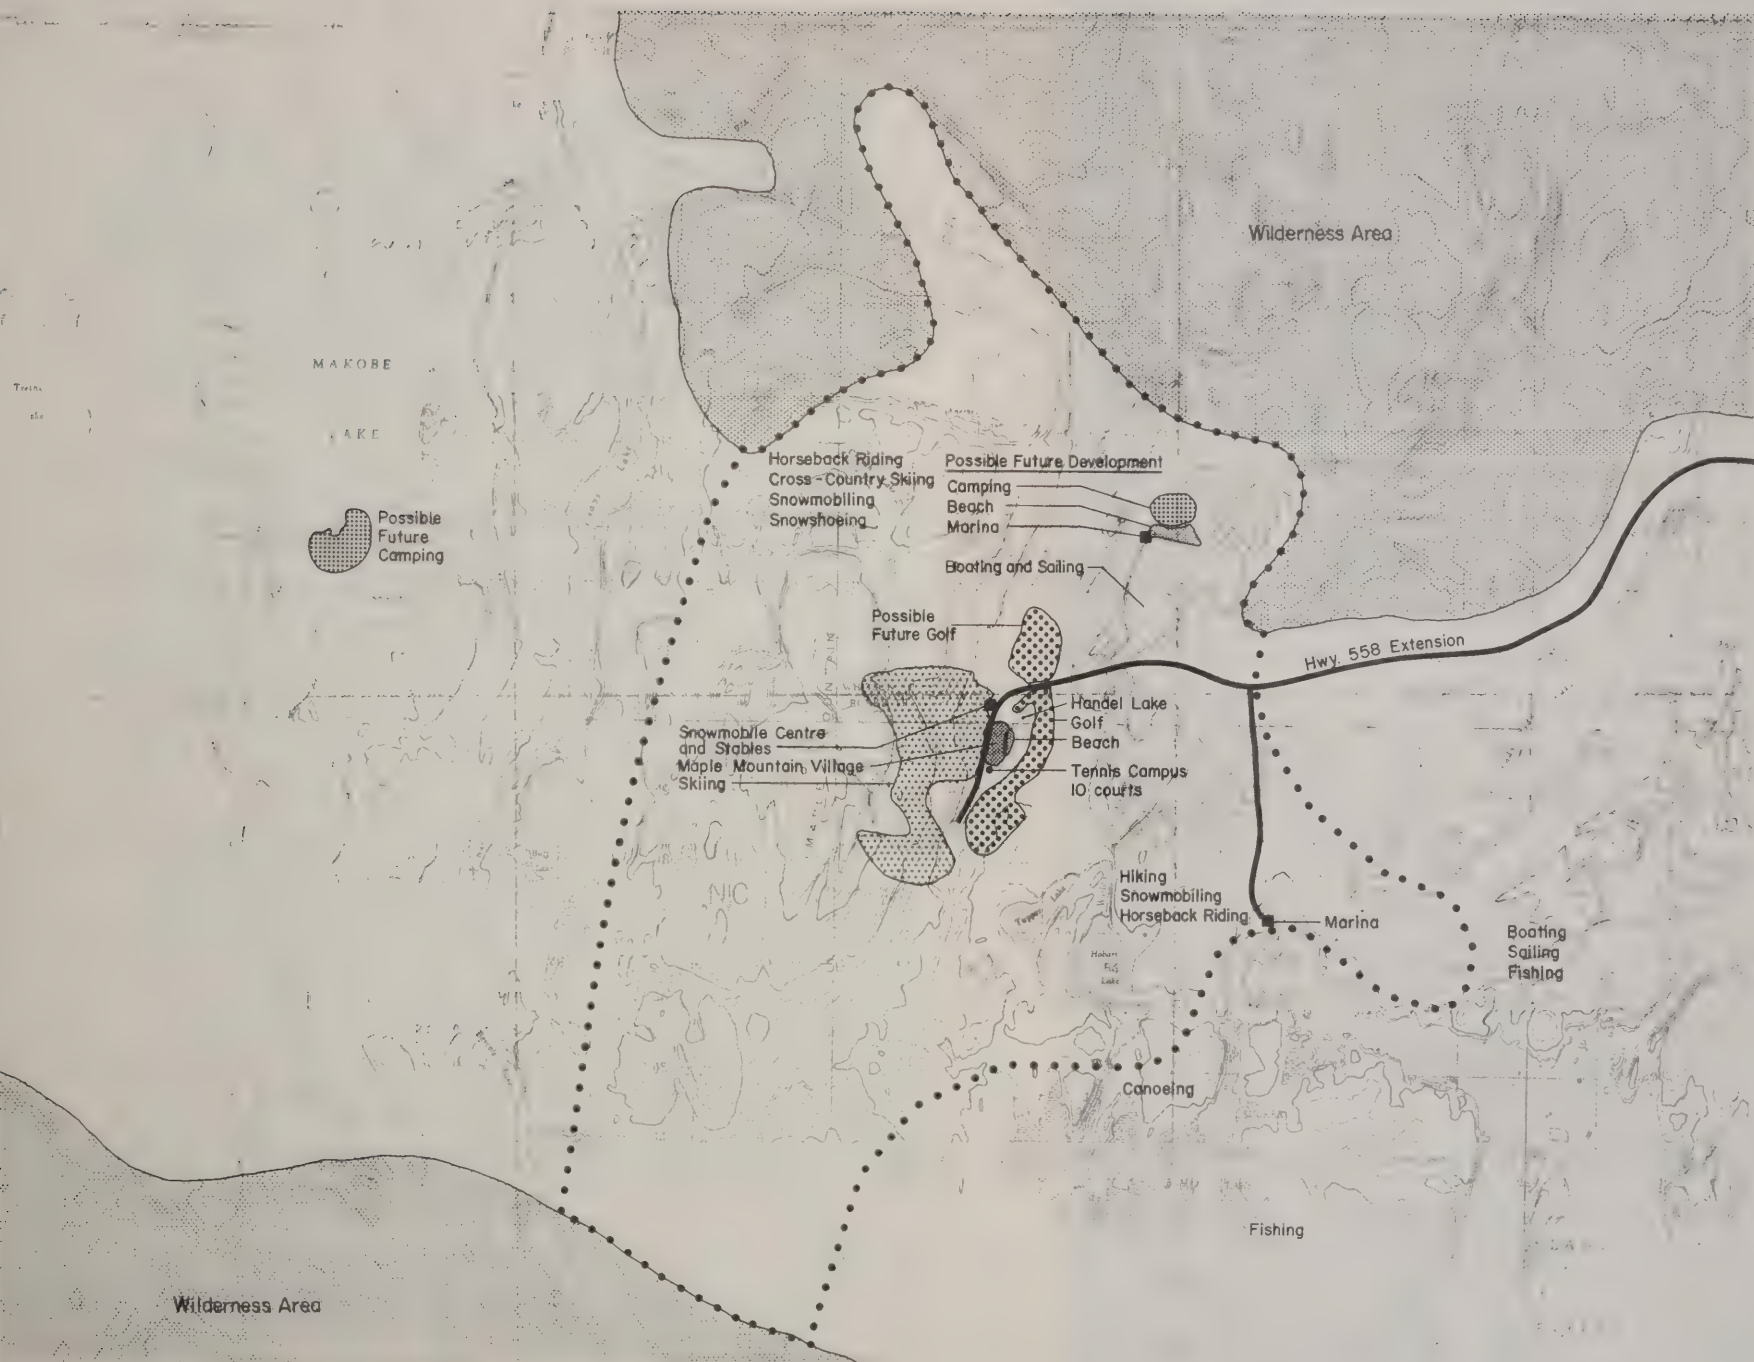 Wilderness Area
MAKOBE
Horseback Riding
Cross-Country Skiing
Snowmobiling
Snowshoeing
Possible Future Development
Camping
Beach
Marina
Boating and Sailing
Possible
Future
Camping
Possible
Future Golf
Hwy. 558 Extension
Handel Lake
Golf
Beach
Tennis Campus
10 courts
Snowmobile Centre
and Stables
Maple Mountain Village
Skiing
NIC
Hiking
Snowmobiling
Horseback Riding
Marina
Boating
Sailing
Fishing
Hobart
Lake
Canoeing
Fishing
Wilderness Area